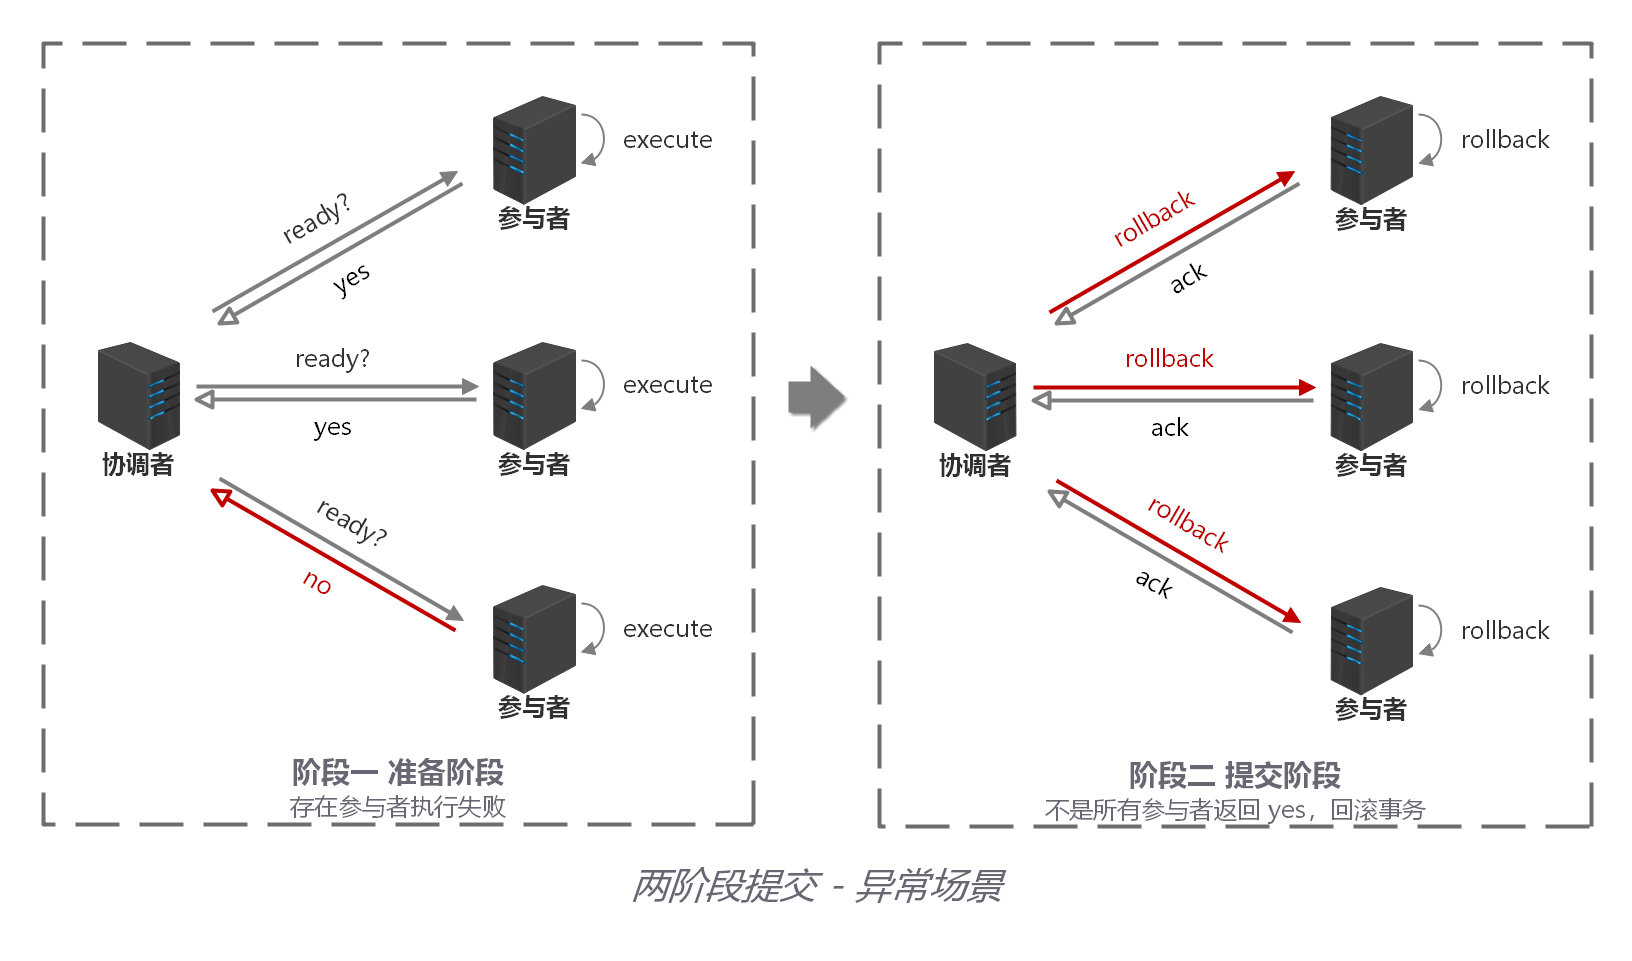 execute
ready?
yes
参与者
ready?
execute
yes
协调者
参与者
ready?
no
execute
参与者
阶段一 准备阶段
存在参与者执行失败
rollback
rollback
ack
参与者
rollback
rollback
ack
协调者
参与者
rollback
ack
rollback
参与者
阶段二 提交阶段
不是所有参与者返回 yes，回滚事务
两阶段提交 - 异常场景